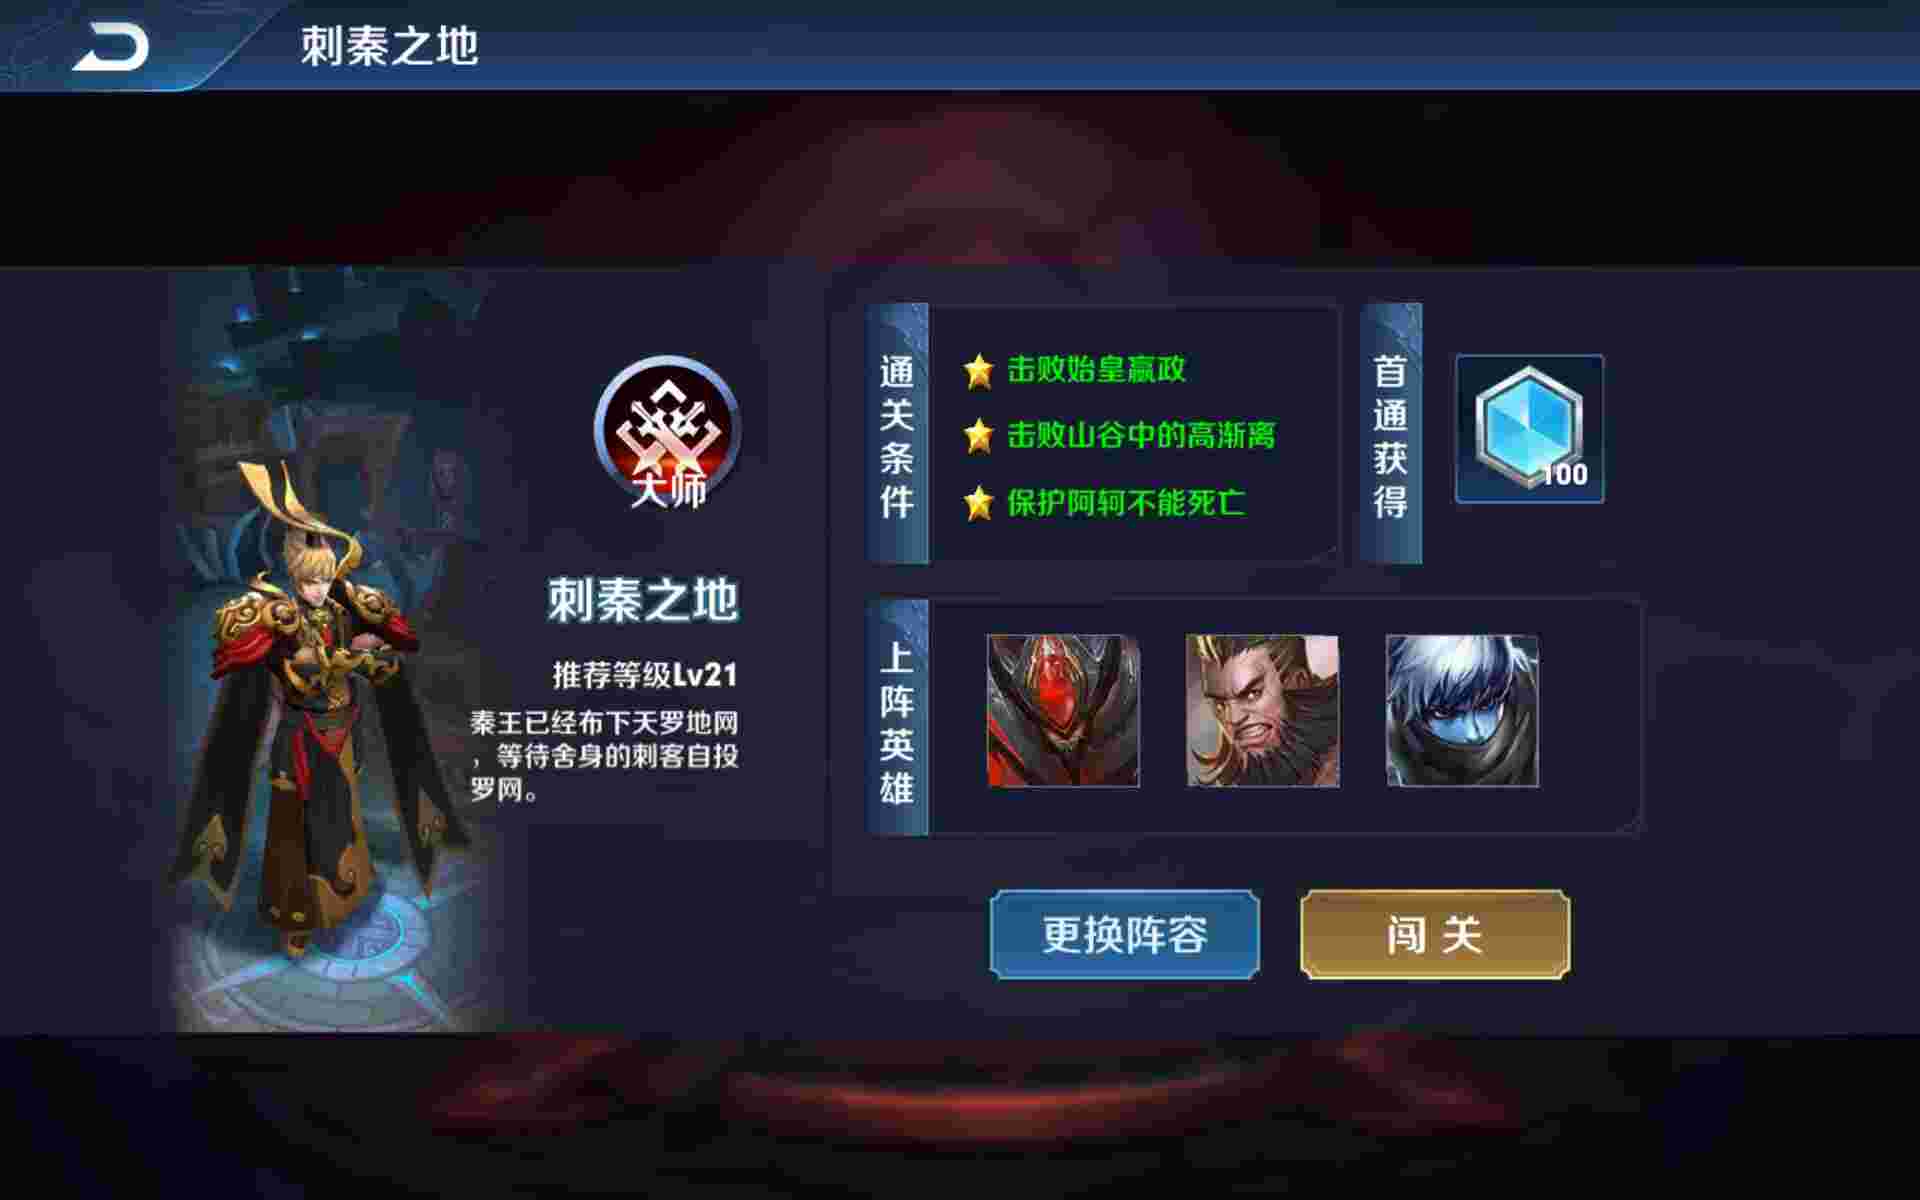 刺秦之地
大师
刺秦之地
推荐等级Lv21
秦王已经布下天罗地网
，等待舍身的刺客自投
罗网。
通关条件
击败始皇嬴政
击败山谷中的高渐离
保护阿轲不能死亡
首通获得
100
上阵英雄
更换阵容
闯关